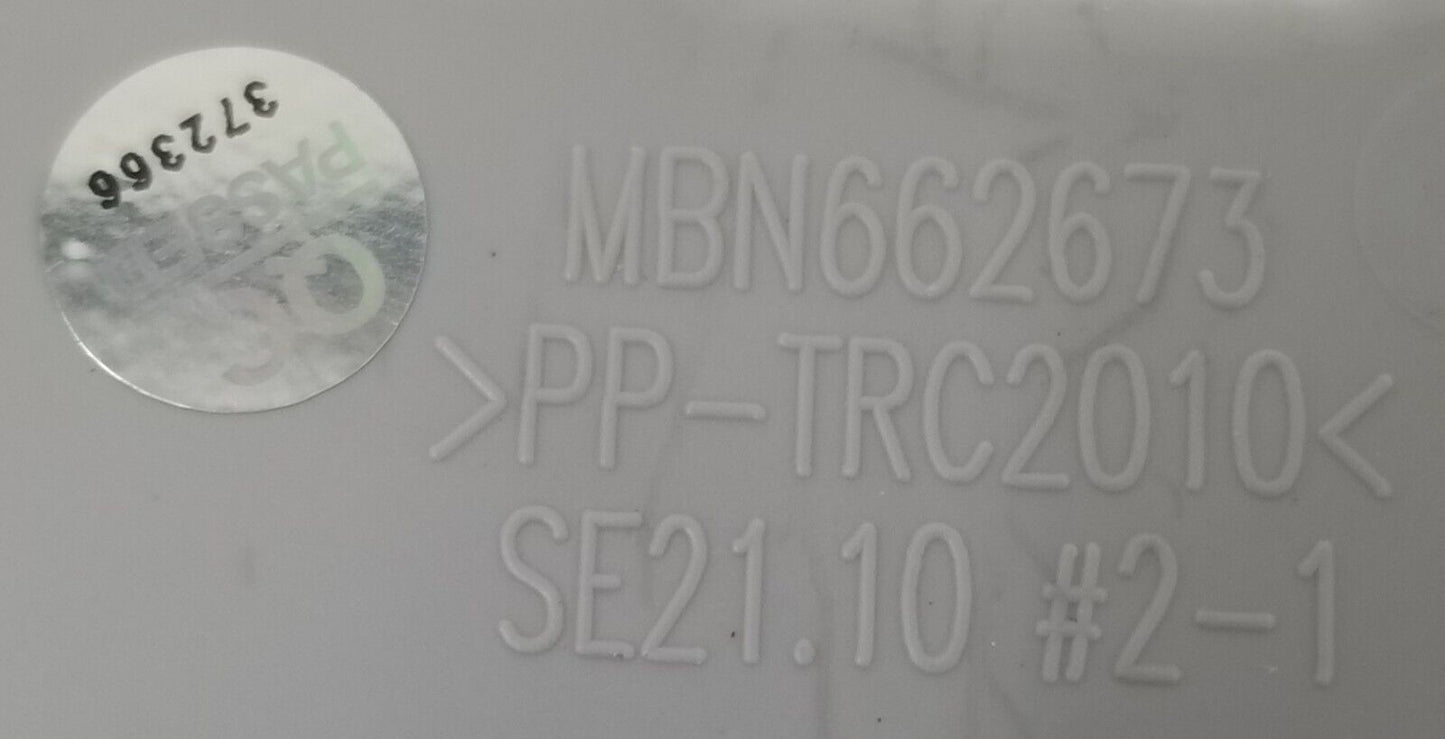 372366
QC
PASSED
MBN662673
>PP-TRC2010<
SE21.10 #2-1